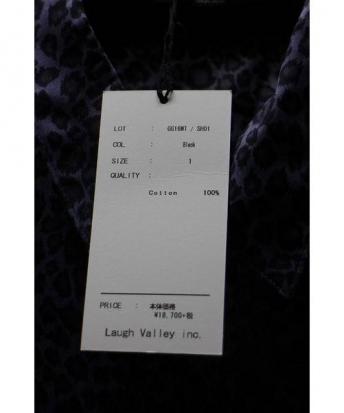 LOT : GG16WT / SH01
COL : Black
SIZE : 1
QUALITY :
Cotton 100%
PRICE : 本体価格
¥18,700+税
Laugh Valley inc.